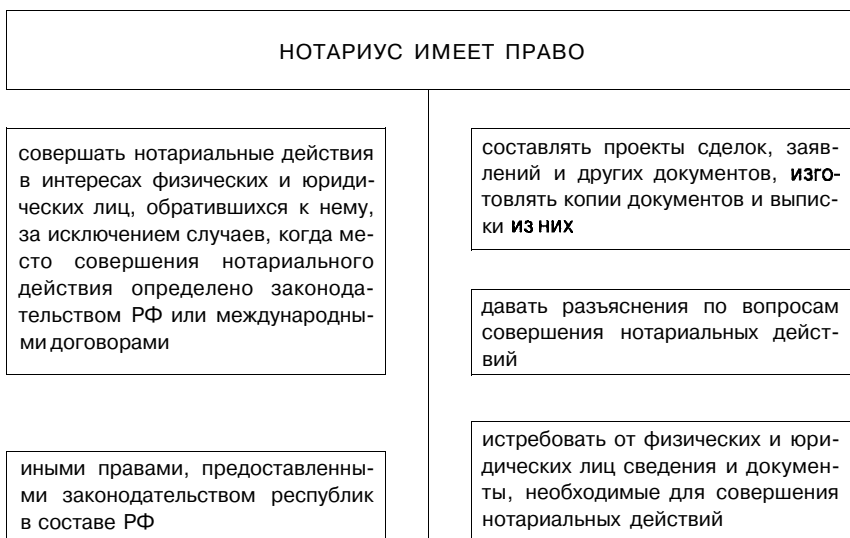 НОТАРИУС ИМЕЕТ ПРАВО
совершать нотариальные действия
в интересах физических и юриди-
ческих лиц, обратившихся к нему,
за исключением случаев, когда ме-
сто совершения нотариального
действия определено законода-
тельством РФ или международны-
ми договорами
иными правами, предоставленны-
ми законодательством республик
в составе РФ
составлять проекты сделок, заяв-
лений и других документов, изго-
товлять копии документов и выпис-
ки из них
давать разъяснения по вопросам
совершения нотариальных дейст-
вий
истребовать от физических и юри-
дических лиц сведения и докумен-
ты, необходимые для совершения
нотариальных действий